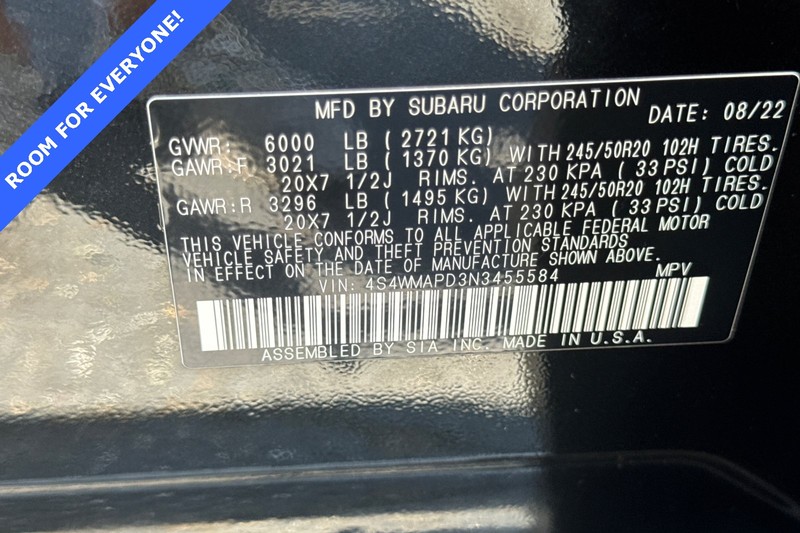 ROOM FOR EVERYONE!
MFD BY SUBARU CORPORATION DATE: 08/22
GVWR: 6000 LB ( 2721 KG)
GAWR:F 3021 LB ( 1370 KG) WITH 245/50R20 102H TIRES.
20X7 1/2J RIMS. AT 230 KPA ( 33 PSI) COLD
GAWR:R 3296 LB ( 1495 KG) WITH 245/50R20 102H TIRES.
20X7 1/2J RIMS. AT 230 KPA ( 33 PSI) COLD
THIS VEHICLE CONFORMS TO ALL APPLICABLE FEDERAL MOTOR
VEHICLE SAFETY AND THEFT PREVENTION STANDARDS
IN EFFECT ON THE DATE OF MANUFACTURE SHOWN ABOVE.
VIN: 4S4WMAPD3N3455584 MPV
ASSEMBLED BY SIA INC. MADE IN U.S.A.